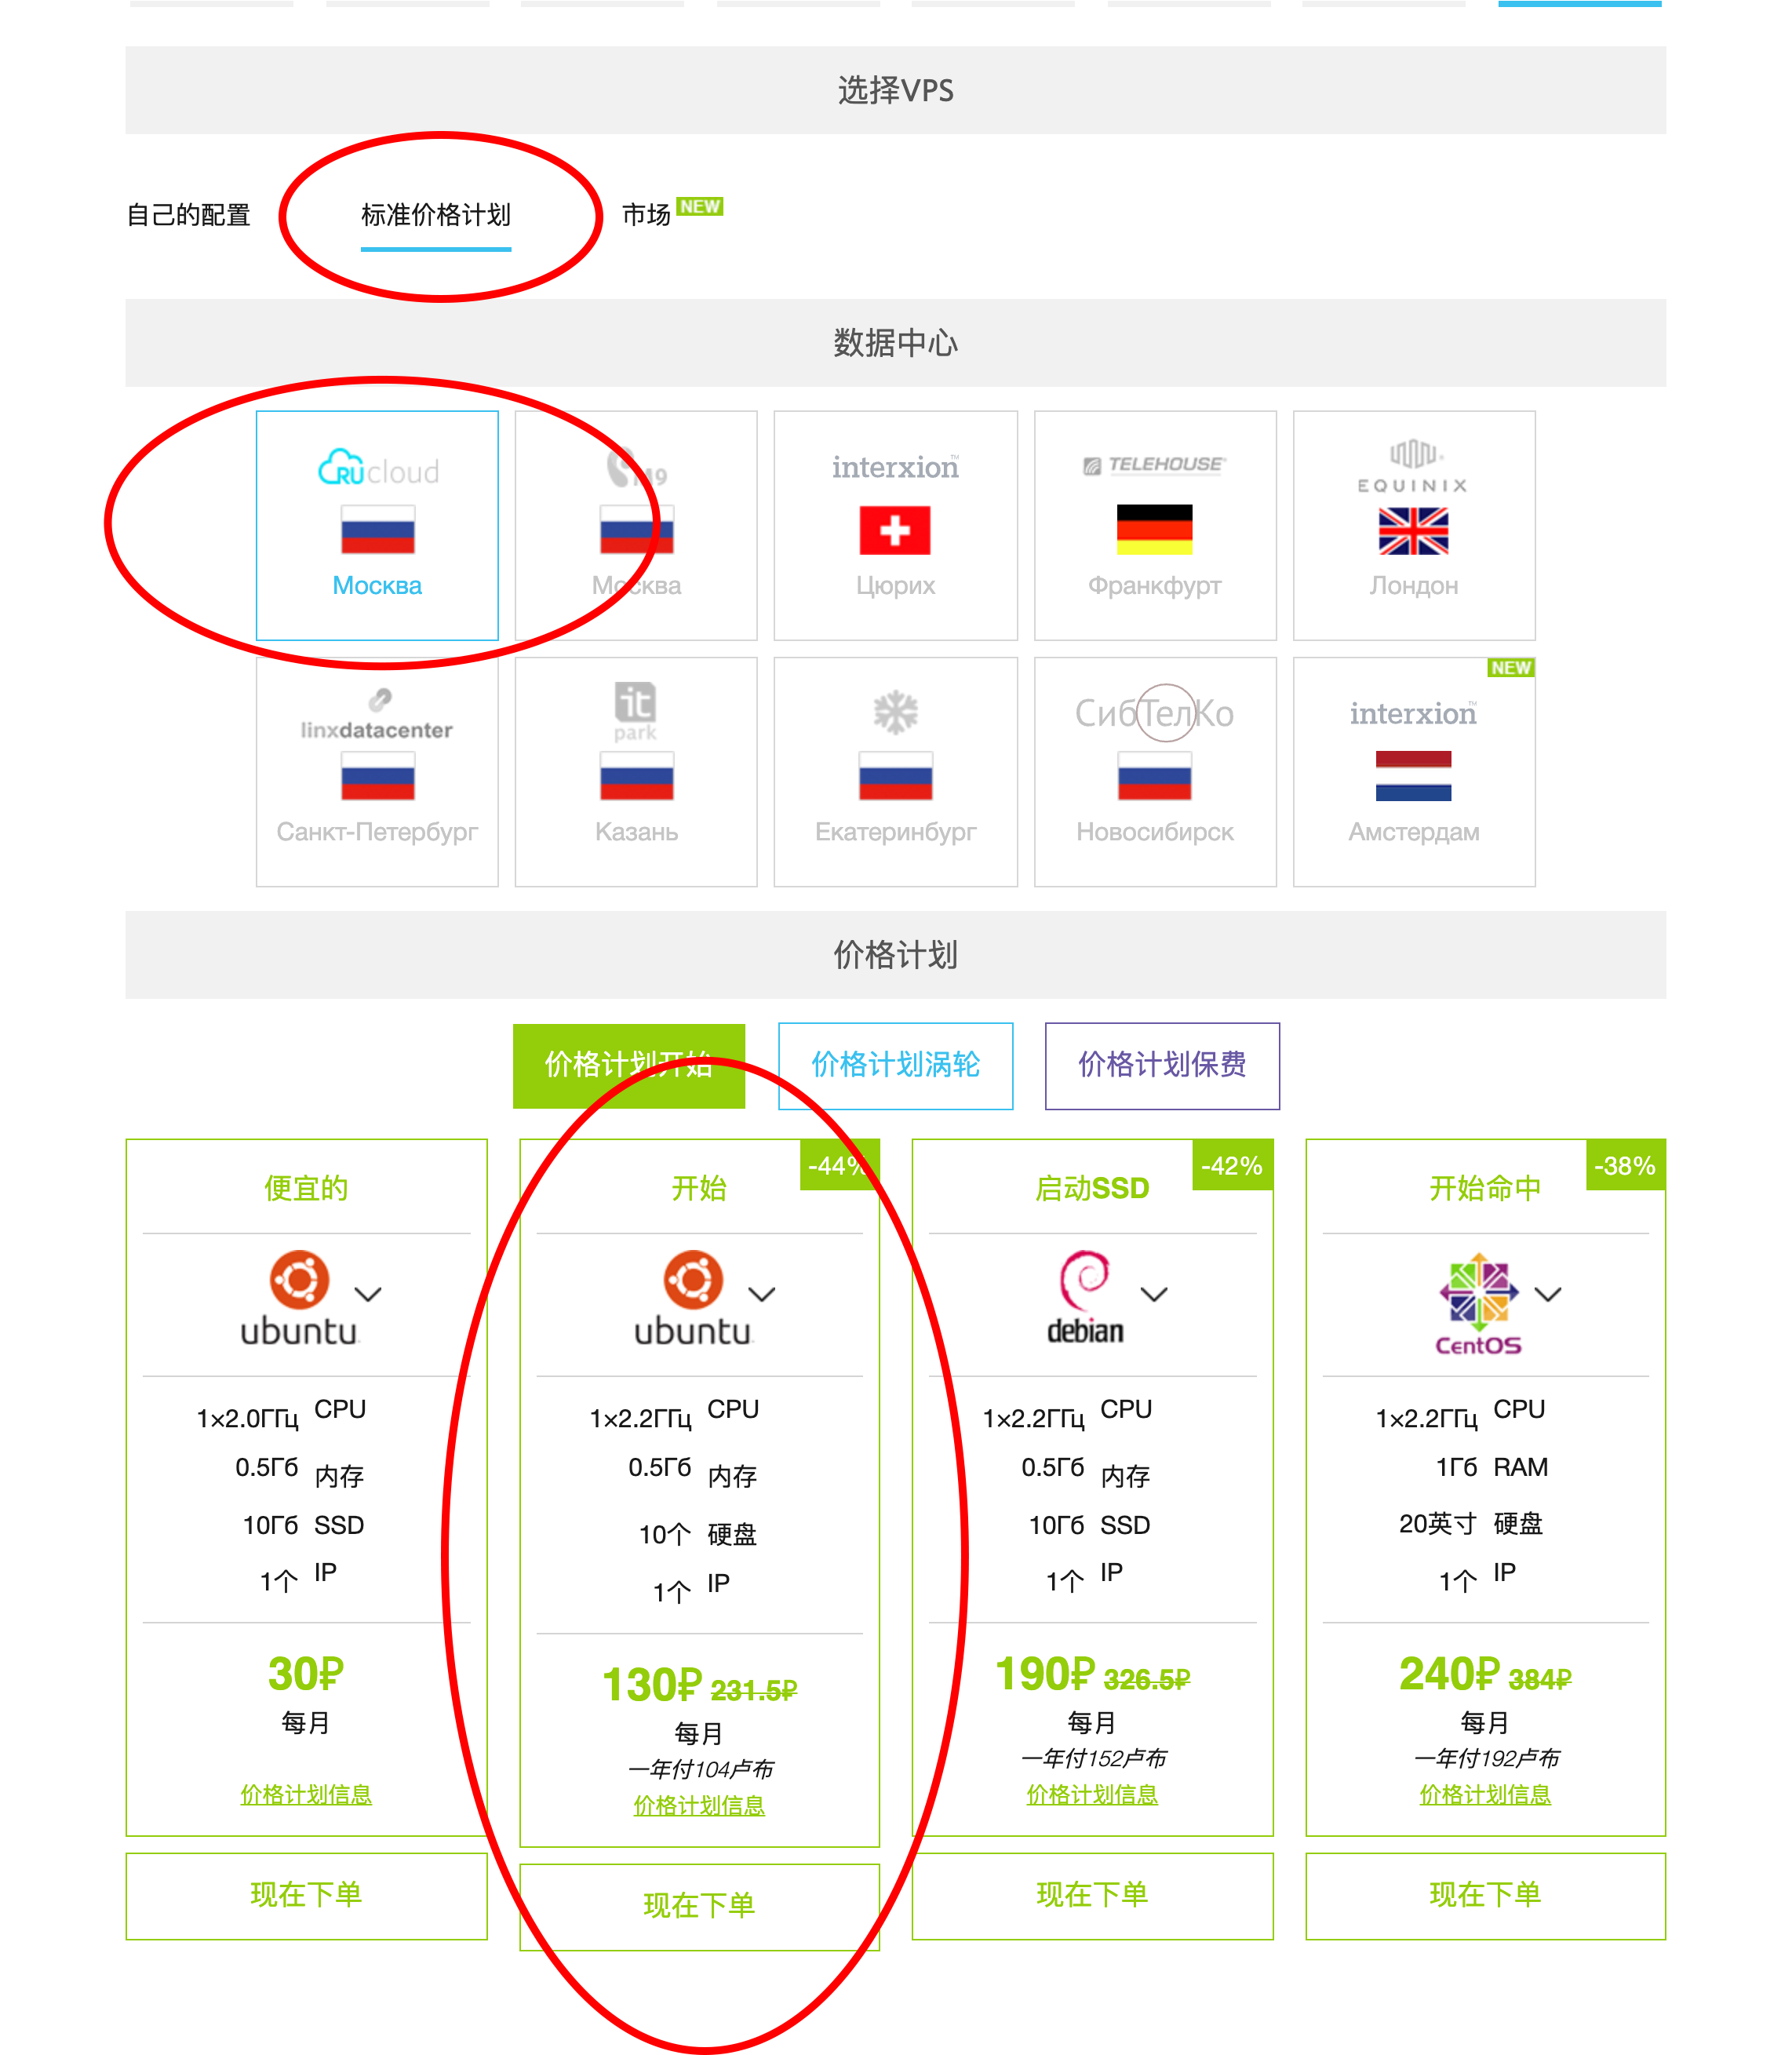 选择VPS
自己的配置 标准价格计划 市场 NEW
数据中心
RUcloud M9 interxion™ TELEHOUSE EQUINIX
Москва Москва Цюрих Франкфурт Лондон
NEW
linxdatacenter it park СибТелКо interxion™
Санкт-Петербург Казань Екатеринбург Новосибирск Амстердам
价格计划
价格计划开始 价格计划涡轮 价格计划保费
便宜的
ubuntu
1×2.0ГГц CPU
0.5Гб 内存
10Гб SSD
1个 IP
30₽
每月
价格计划信息
现在下单
-44%
开始
ubuntu
1×2.2ГГц CPU
0.5Гб 内存
10个 硬盘
1个 IP
130₽ 231.5₽
每月
一年付104卢布
价格计划信息
现在下单
-42%
启动SSD
debian
1×2.2ГГц CPU
0.5Гб 内存
10Гб SSD
1个 IP
190₽ 326.5₽
每月
一年付152卢布
价格计划信息
现在下单
-38%
开始命中
CentOS
1×2.2ГГц CPU
1Гб RAM
20英寸 硬盘
1个 IP
240₽ 384₽
每月
一年付192卢布
价格计划信息
现在下单